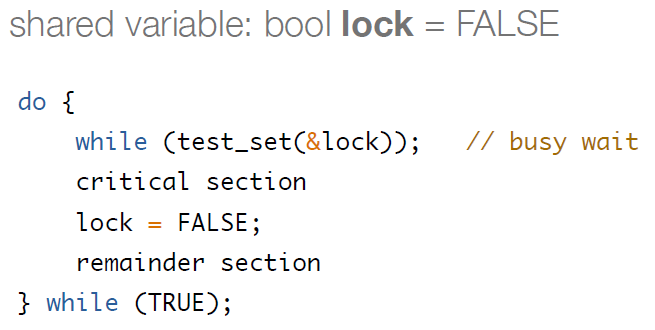 shared variable: bool lock = FALSE
do {
    while (test_set(&lock));   // busy wait
    critical section
    lock = FALSE;
    remainder section
} while (TRUE);